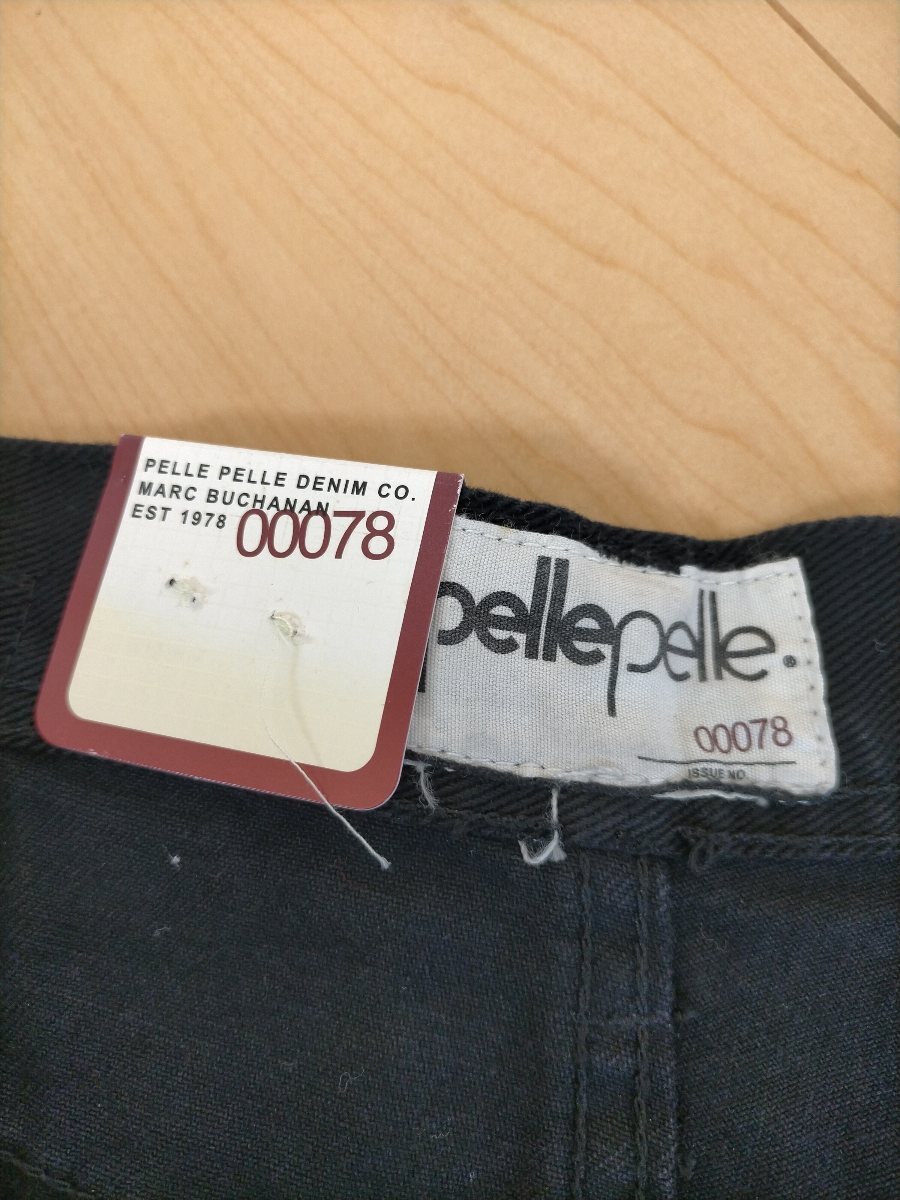 PELLE PELLE DENIM CO.
MARC BUCHANAN
EST 1978 00078
pellepelle.
00078
ISSUE NO.